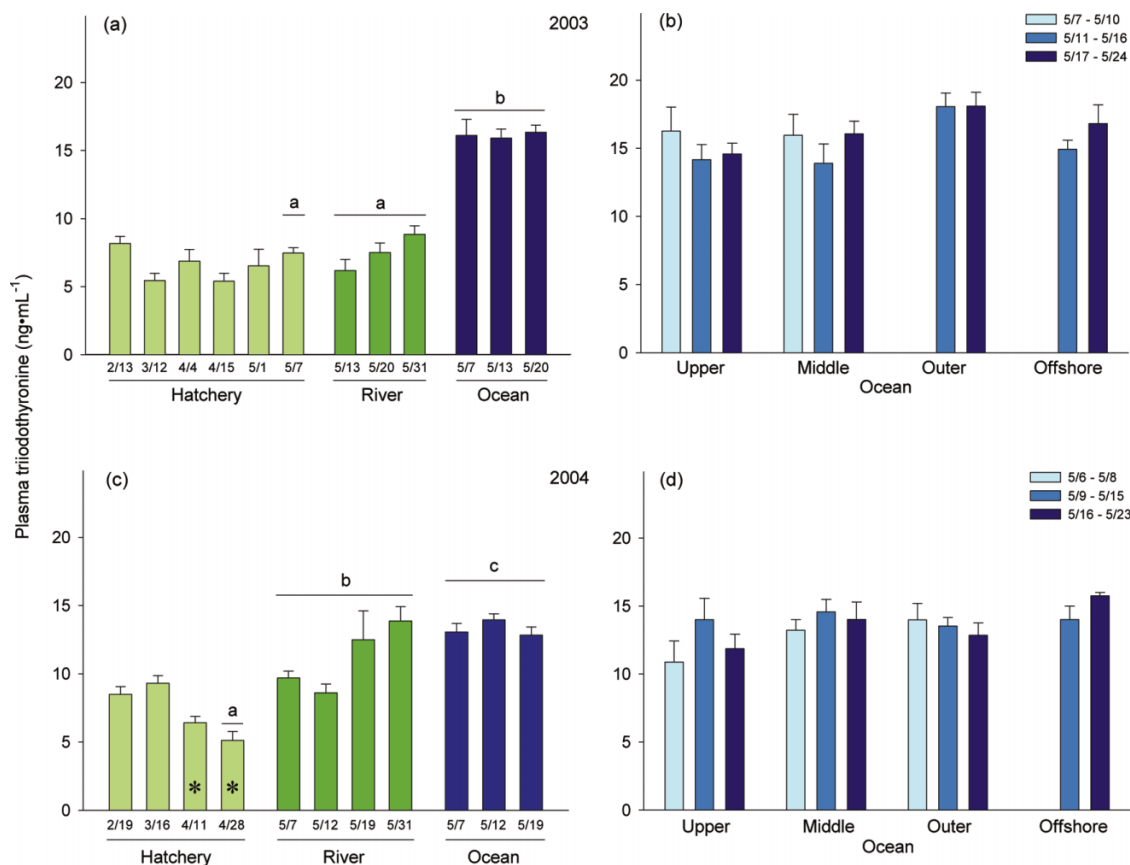 (a)
2003
20
15
10
5
0
b
a
a
2/13 3/12 4/4 4/15 5/1 5/7 5/13 5/20 5/31 5/7 5/13 5/20
Hatchery River Ocean
(b)
5/7 - 5/10
5/11 - 5/16
5/17 - 5/24
20
15
10
5
0
Upper Middle Outer Offshore
Ocean
Plasma triiodothyronine (ng•mL⁻¹)
(c)
2004
20
15
10
5
0
c
b
a
* *
2/19 3/16 4/11 4/28 5/7 5/12 5/19 5/31 5/7 5/12 5/19
Hatchery River Ocean
(d)
5/6 - 5/8
5/9 - 5/15
5/16 - 5/23
20
15
10
5
0
Upper Middle Outer Offshore
Ocean